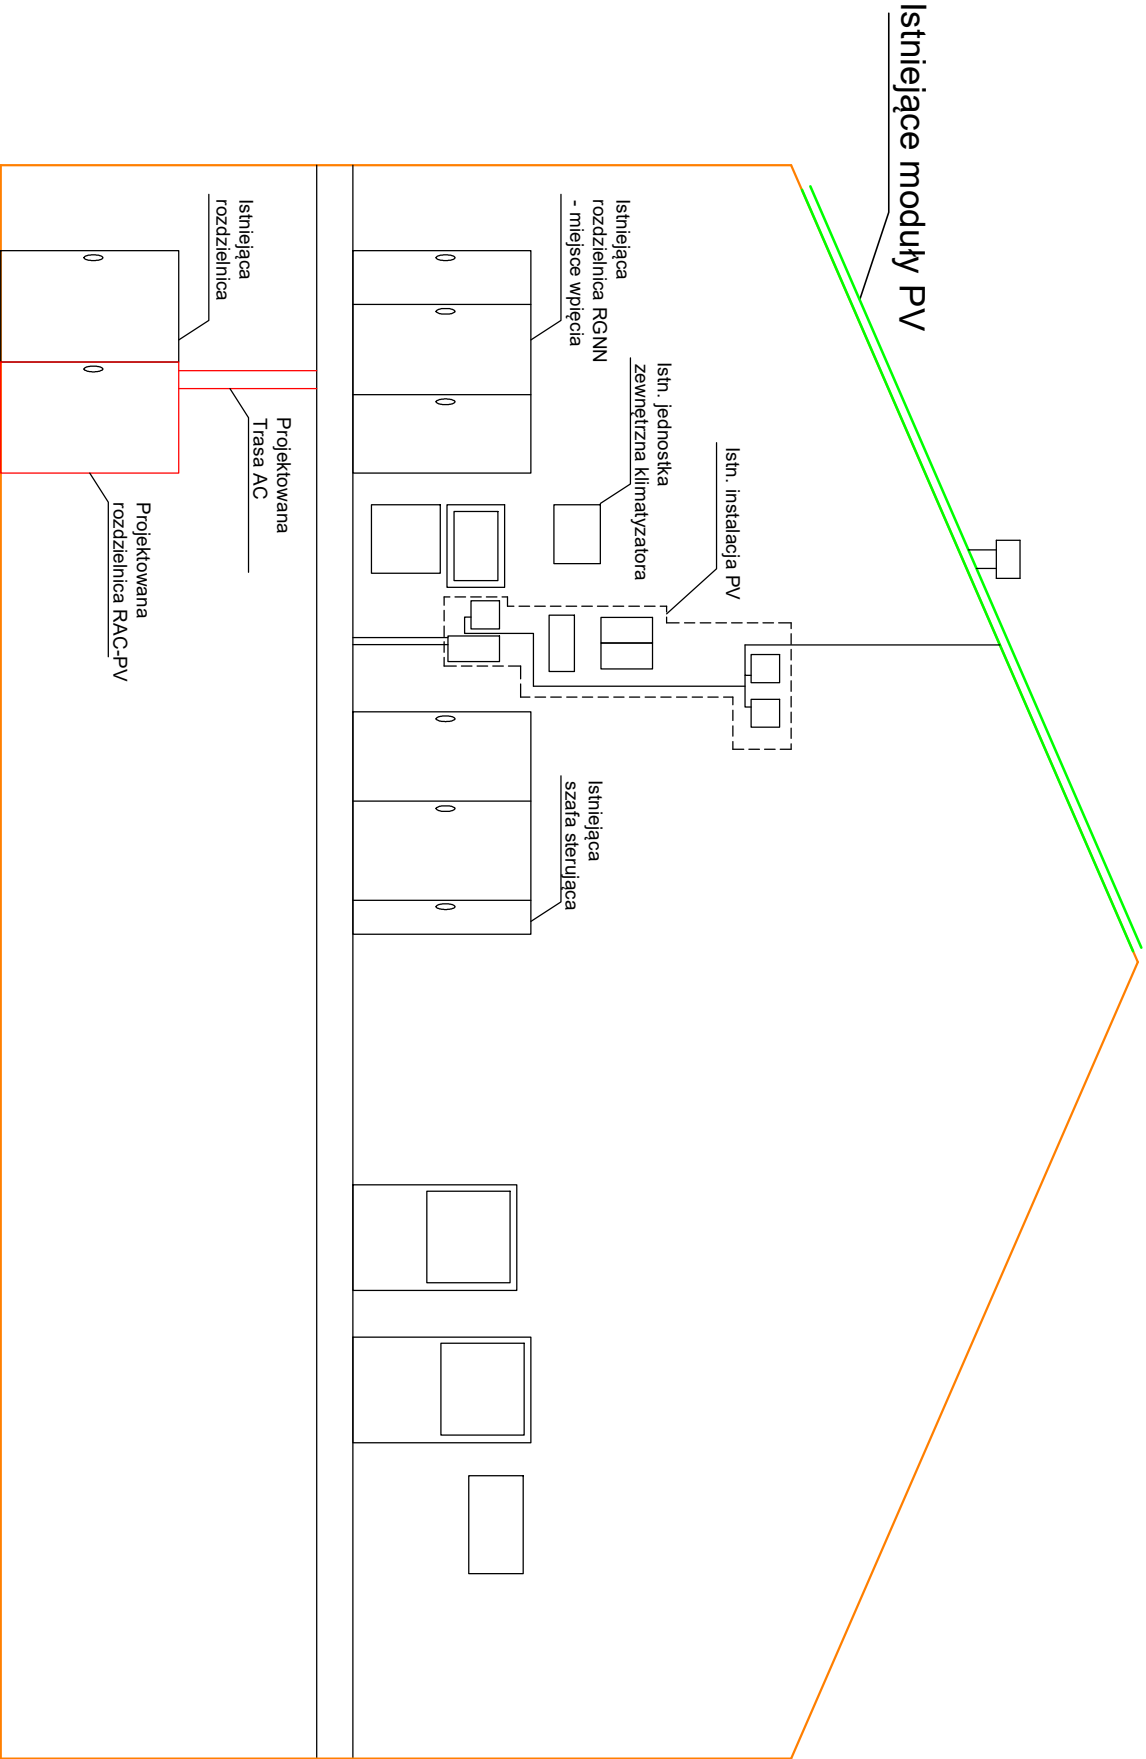 Istniejące moduły PV
Istn. instalacja PV
Istn. jednostka
zewnętrzna klimatyzatora
Istniejąca
rozdzielnica RGNN
- miejsce wpięcia
Istniejąca
szafa sterująca
Istniejąca
rozdzielnica
Projektowana
Trasa AC
Projektowana
rozdzielnica RAC-PV